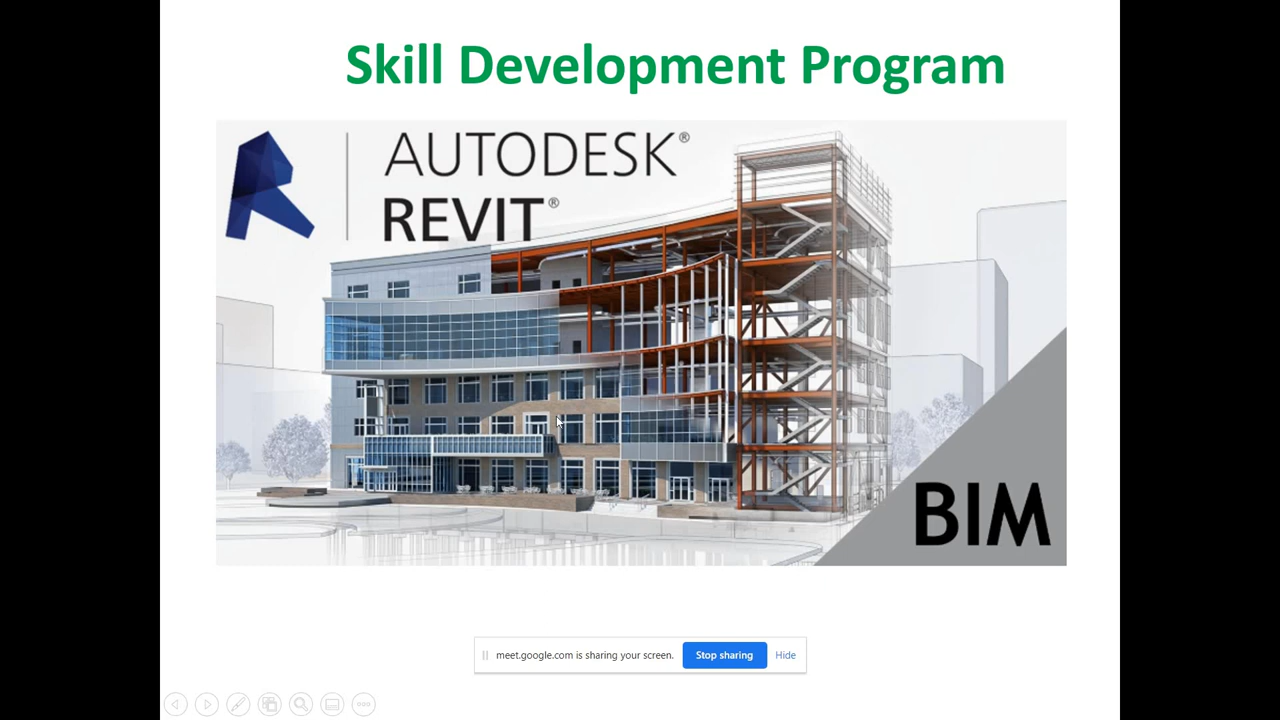 Skill Development Program
AUTODESK®
REVIT®
BIM
meet.google.com is sharing your screen. Stop sharing Hide